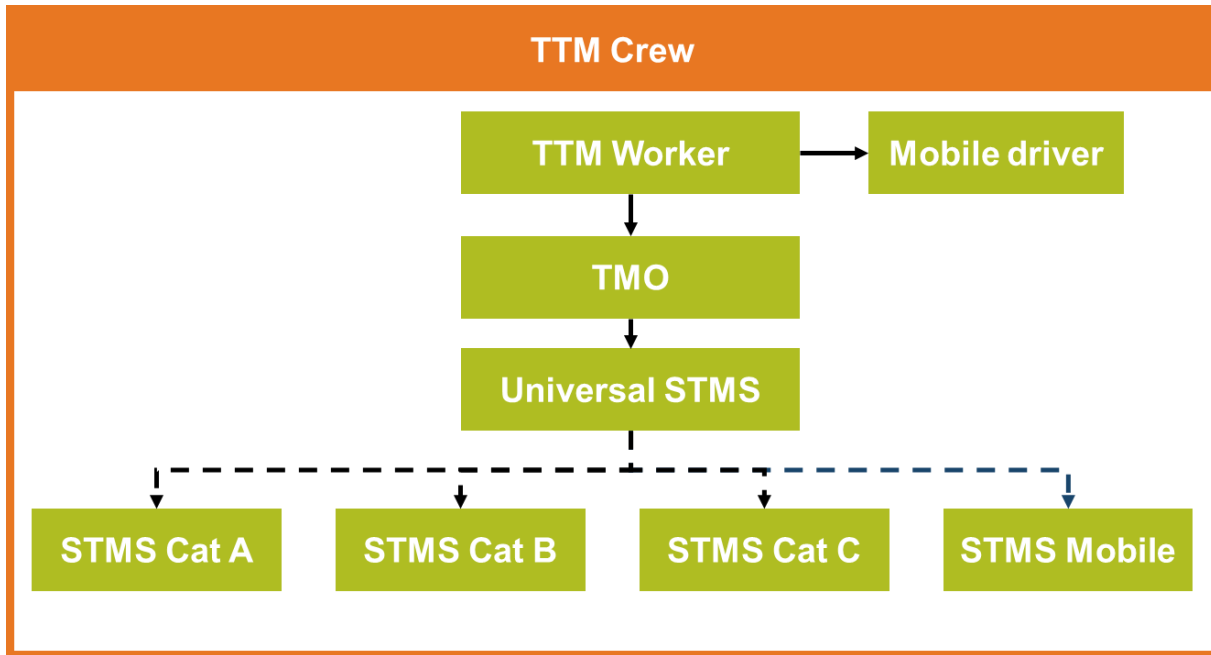 TTM Crew
TTM Worker
Mobile driver
TMO
Universal STMS
STMS Cat A
STMS Cat B
STMS Cat C
STMS Mobile